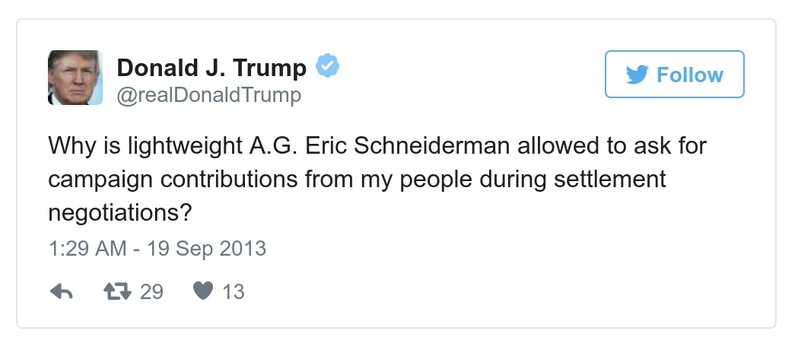 Donald J. Trump
@realDonaldTrump
Follow
Why is lightweight A.G. Eric Schneiderman allowed to ask for
campaign contributions from my people during settlement
negotiations?
1:29 AM - 19 Sep 2013
29 13